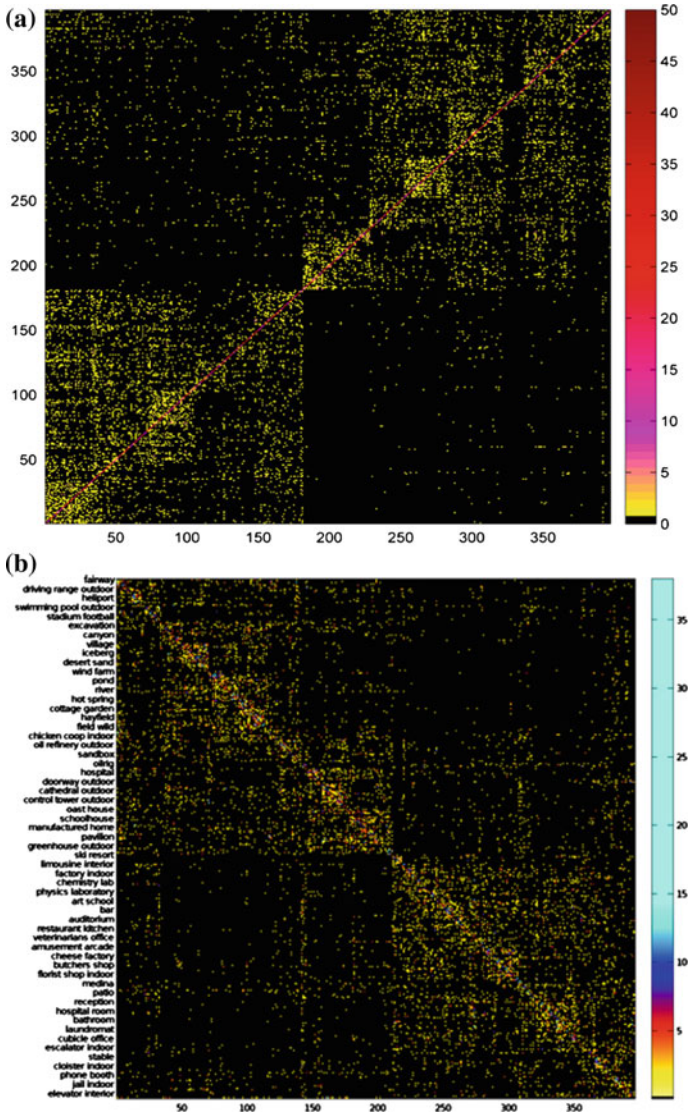 (a)
50
45
40
35
30
25
20
15
10
5
0
350
300
250
200
150
100
50
50 100 150 200 250 300 350
(b)
fairway
driving range outdoor
heliport
swimming pool outdoor
stadium football
excavation
canyon
village
iceberg
desert sand
wind farm
pond
river
hot spring
cottage garden
hayfield
field wild
chicken coop indoor
oil refinery outdoor
sandbox
oilrig
hospital
doorway outdoor
cathedral outdoor
control tower outdoor
oast house
schoolhouse
manufactured home
pavilion
greenhouse outdoor
ski resort
limousine interior
factory indoor
chemistry lab
physics laboratory
art school
bar
auditorium
restaurant kitchen
veterinarians office
amusement arcade
cheese factory
butchers shop
florist shop indoor
medina
patio
reception
hospital room
bathroom
laundromat
cubicle office
escalator indoor
stable
cloister indoor
phone booth
jail indoor
elevator interior
50 100 150 200 250 300 350
35
30
25
20
15
10
5
0